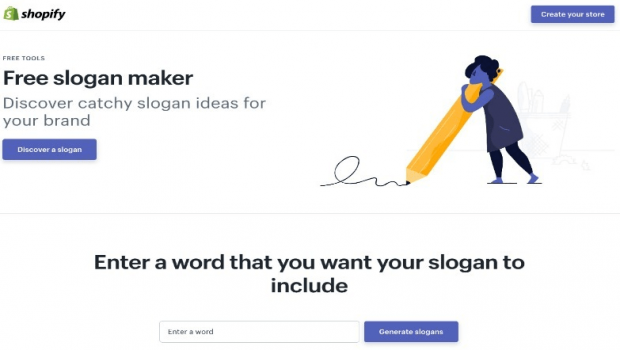 shopify
Create your store
FREE TOOLS
Free slogan maker
Discover catchy slogan ideas for
your brand
Discover a slogan
Enter a word that you want your slogan to
include
Enter a word
Generate slogans